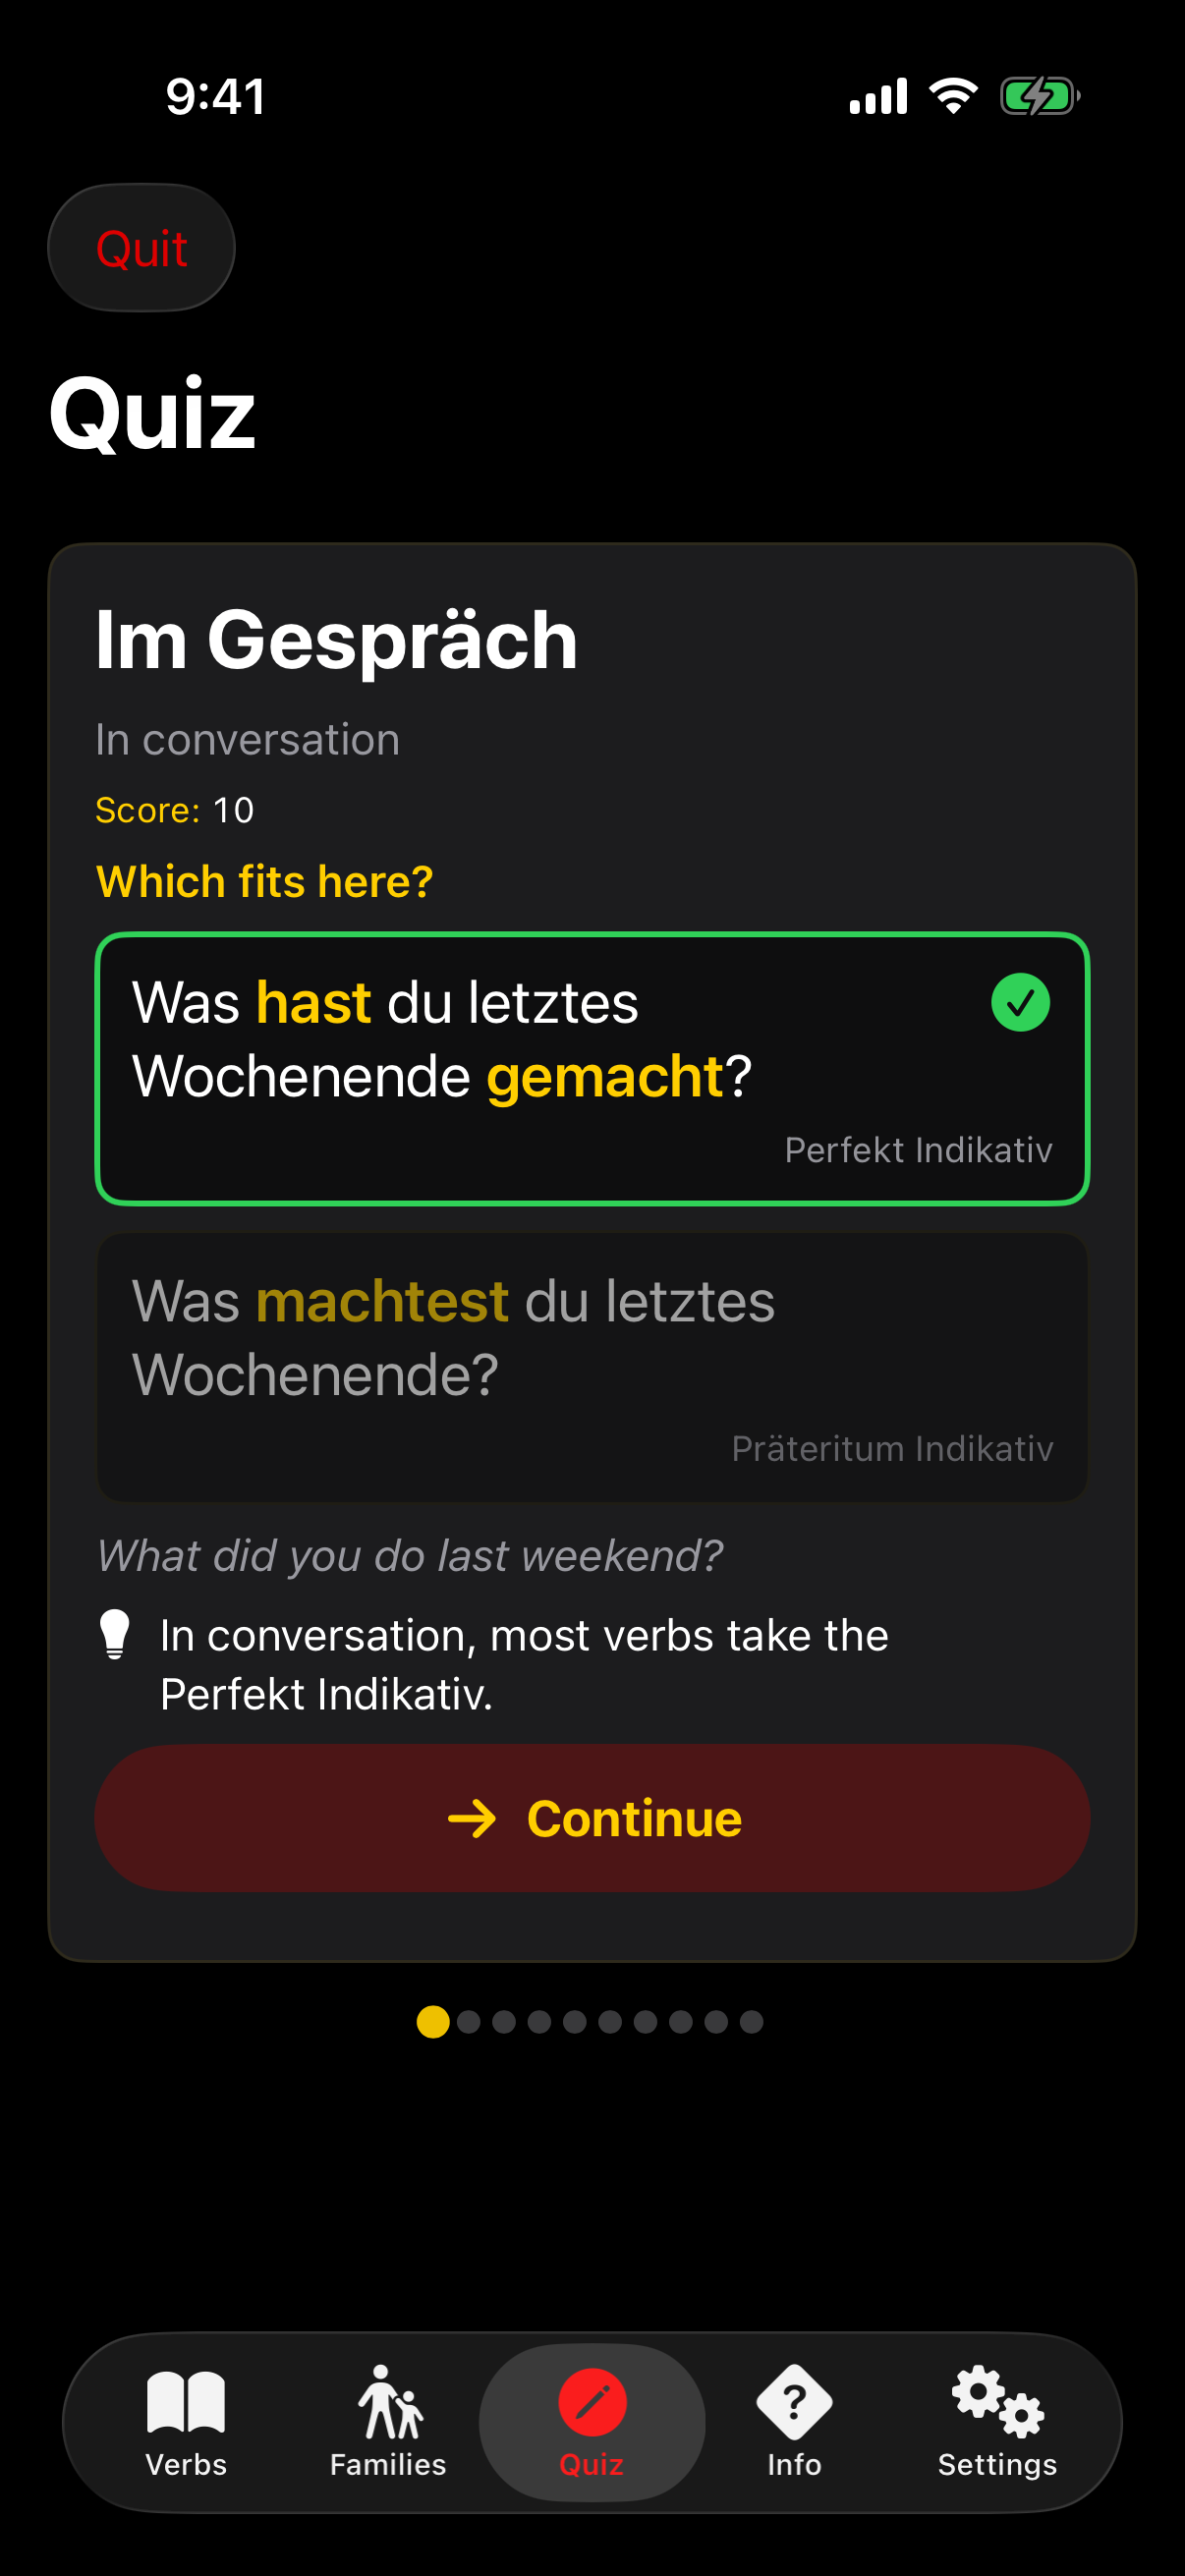 9:41
Quit
Quiz
Im Gespräch
In conversation
Score: 10
Which fits here?
Was hast du letztes
Wochenende gemacht?
Perfekt Indikativ
Was machtest du letztes
Wochenende?
Präteritum Indikativ
What did you do last weekend?
In conversation, most verbs take the
Perfekt Indikativ.
→ Continue
Verbs Families Quiz Info Settings